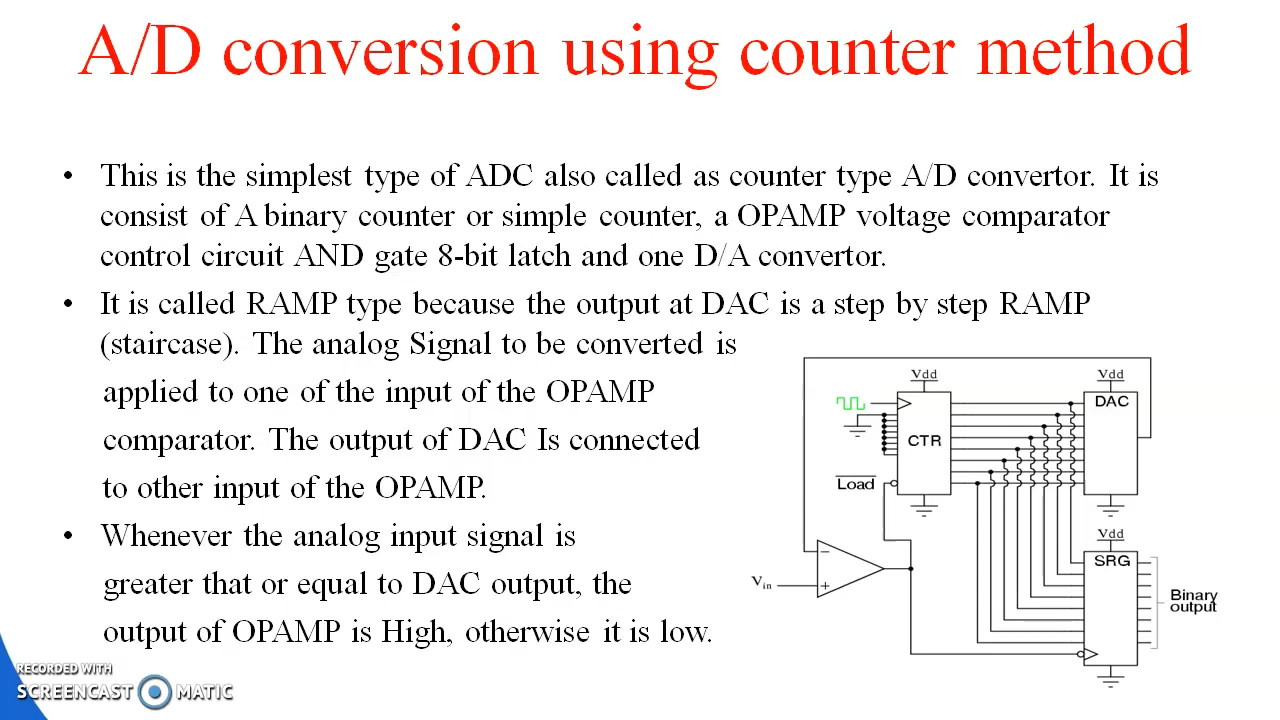 A/D conversion using counter method
• This is the simplest type of ADC also called as counter type A/D convertor. It is
consist of A binary counter or simple counter, a OPAMP voltage comparator
control circuit AND gate 8-bit latch and one D/A convertor.
• It is called RAMP type because the output at DAC is a step by step RAMP
(staircase). The analog Signal to be converted is
applied to one of the input of the OPAMP
comparator. The output of DAC Is connected
to other input of the OPAMP.
• Whenever the analog input signal is
greater that or equal to DAC output, the
output of OPAMP is High, otherwise it is low.
Vdd
Vdd
DAC
CTR
Load
Vdd
SRG
−
Vin
+
Binary
output
RECORDED WITH
SCREENCAST MATIC